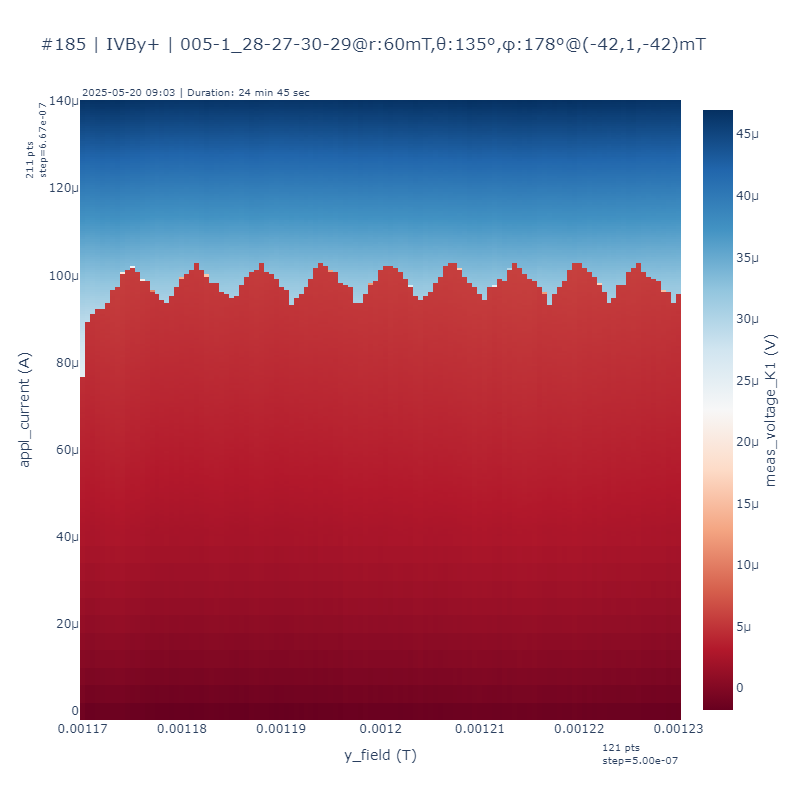 #185 | IVBy+ | 005-1_28-27-30-29@r:60mT,θ:135°,φ:178°@(-42,1,-42)mT
2025-05-20 09:03 | Duration: 24 min 45 sec
211 pts
step=6.67e-07
140μ
120μ
100μ
80μ
60μ
40μ
20μ
0
appl_current (A)
0.00117
0.00118
0.00119
0.0012
0.00121
0.00122
0.00123
y_field (T)
121 pts
step=5.00e-07
45μ
40μ
35μ
30μ
25μ
20μ
15μ
10μ
5μ
0
meas_voltage_K1 (V)